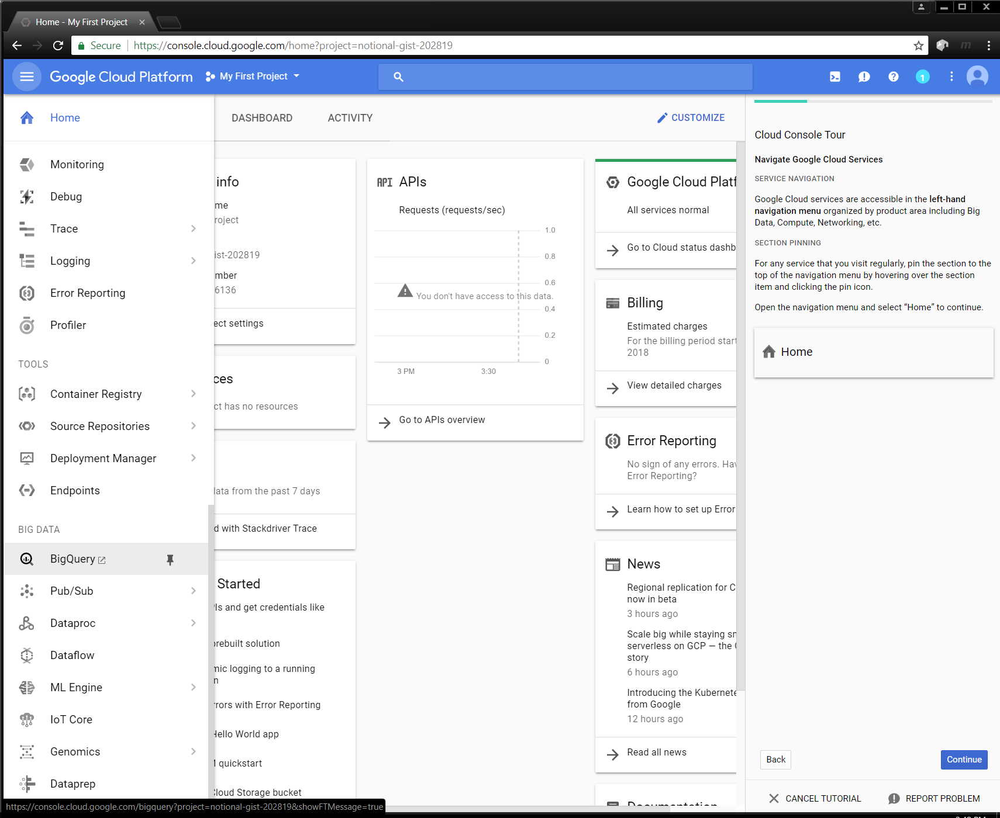 Home - My First Project
Secure
https://console.cloud.google.com/home?project=notional-gist-202819
Google Cloud Platform
My First Project
1
Home
Monitoring
Debug
Trace
Logging
Error Reporting
Profiler
TOOLS
Container Registry
Source Repositories
Deployment Manager
Endpoints
BIG DATA
BigQuery
Pub/Sub
Dataproc
Dataflow
ML Engine
IoT Core
Genomics
Dataprep
https://console.cloud.google.com/bigquery?project=notional-gist-202819&showFTMessage=true
DASHBOARD
ACTIVITY
CUSTOMIZE
info
me
roject
ist-202819
mber
6136
ect settings
ces
ct has no resources
lata from the past 7 days
d with Stackdriver Trace
Started
Is and get credentials like
prebuilt solution
mic logging to a running
n
rrors with Error Reporting
Hello World app
quickstart
Cloud Storage bucket
API APIs
Requests (requests/sec)
1.0
0.8
0.6
You don't have access to this data.
0.4
0.2
0
3 PM
3:30
Go to APIs overview
Google Cloud Platf
All services normal
Go to Cloud status dashb
Billing
Estimated charges
For the billing period start
2018
View detailed charges
Error Reporting
No sign of any errors. Hav
Error Reporting?
Learn how to set up Error
News
Regional replication for C
now in beta
3 hours ago
Scale big while staying sm
serverless on GCP — the
story
6 hours ago
Introducing the Kubernete
from Google
12 hours ago
Read all news
Documentation
Cloud Console Tour
Navigate Google Cloud Services
SERVICE NAVIGATION
Google Cloud services are accessible in the left-hand
navigation menu organized by product area including Big
Data, Compute, Networking, etc.
SECTION PINNING
For any service that you visit regularly, pin the section to the
top of the navigation menu by hovering over the section
item and clicking the pin icon.
Open the navigation menu and select “Home” to continue.
Home
Back
Continue
CANCEL TUTORIAL
REPORT PROBLEM